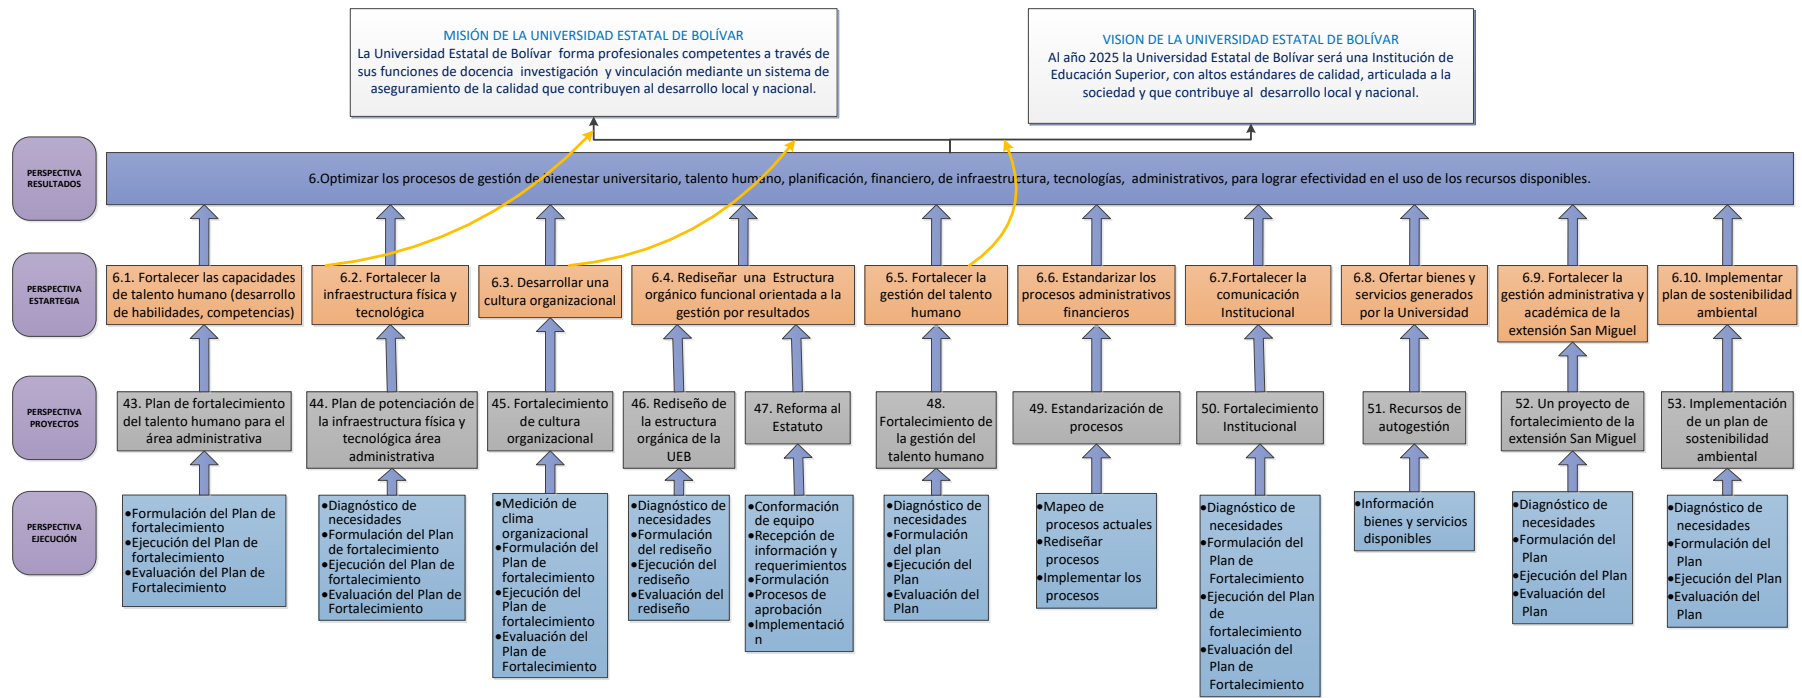 MISIÓN DE LA UNIVERSIDAD ESTATAL DE BOLÍVAR
La Universidad Estatal de Bolívar forma profesionales competentes a través de
sus funciones de docencia investigación y vinculación mediante un sistema de
aseguramiento de la calidad que contribuyen al desarrollo local y nacional.
VISION DE LA UNIVERSIDAD ESTATAL DE BOLÍVAR
Al año 2025 la Universidad Estatal de Bolívar será una Institución de
Educación Superior, con altos estándares de calidad, articulada a la
sociedad y que contribuye al desarrollo local y nacional.
PERSPECTIVA
RESULTADOS
6.Optimizar los procesos de gestión de bienestar universitario, talento humano, planificación, financiero, de infraestructura, tecnologías, administrativos, para lograr efectividad en el uso de los recursos disponibles.
PERSPECTIVA
ESTARTEGIA
6.1. Fortalecer las capacidades
de talento humano (desarrollo
de habilidades, competencias)
6.2. Fortalecer la
infraestructura física y
tecnológica
6.3. Desarrollar una
cultura organizacional
6.4. Rediseñar una Estructura
orgánico funcional orientada a la
gestión por resultados
6.5. Fortalecer la
gestión del talento
humano
6.6. Estandarizar los
procesos administrativos
financieros
6.7.Fortalecer la
comunicación
Institucional
6.8. Ofertar bienes y
servicios generados
por la Universidad
6.9. Fortalecer la
gestión administrativa y
académica de la
extensión San Miguel
6.10. Implementar
plan de sostenibilidad
ambiental
PERSPECTIVA
PROYECTOS
43. Plan de fortalecimiento
del talento humano para el
área administrativa
44. Plan de potenciación de
la infraestructura física y
tecnológica área
administrativa
45. Fortalecimiento
de cultura
organizacional
46. Rediseño de
la estructura
orgánica de la
UEB
47. Reforma al
Estatuto
48.
Fortalecimiento de
la gestión del
talento humano
49. Estandarización de
procesos
50. Fortalecimiento
Institucional
51. Recursos de
autogestión
52. Un proyecto de
fortalecimiento de la
extensión San Miguel
53. Implementación
de un plan de
sostenibilidad
ambiental
PERSPECTIVA
EJECUCIÓN
•Formulación del Plan de
fortalecimiento
•Ejecución del Plan de
fortalecimiento
•Evaluación del Plan de
Fortalecimiento
•Diagnóstico de
necesidades
•Formulación del Plan
de fortalecimiento
•Ejecución del Plan de
fortalecimiento
•Evaluación del Plan de
Fortalecimiento
•Medición de
clima
organizacional
•Formulación del
Plan de
fortalecimiento
•Ejecución del
Plan de
fortalecimiento
•Evaluación del
Plan de
Fortalecimiento
•Diagnóstico de
necesidades
•Formulación
del rediseño
•Ejecución del
rediseño
•Evaluación del
rediseño
•Conformación
de equipo
•Recepción de
información y
requerimientos
•Formulación
•Procesos de
aprobación
•Implementació
n
•Diagnóstico de
necesidades
•Formulación
del plan
•Ejecución del
Plan
•Evaluación del
Plan
•Mapeo de
procesos actuales
•Rediseñar
procesos
•Implementar los
procesos
•Diagnóstico de
necesidades
•Formulación del
Plan de
Fortalecimiento
•Ejecución del Plan
de
fortalecimiento
•Evaluación del
Plan de
Fortalecimiento
•Información
bienes y servicios
disponibles
•Diagnóstico de
necesidades
•Formulación del
Plan
•Ejecución del Plan
•Evaluación del
Plan
•Diagnóstico de
necesidades
•Formulación del
Plan
•Ejecución del Plan
•Evaluación del
Plan